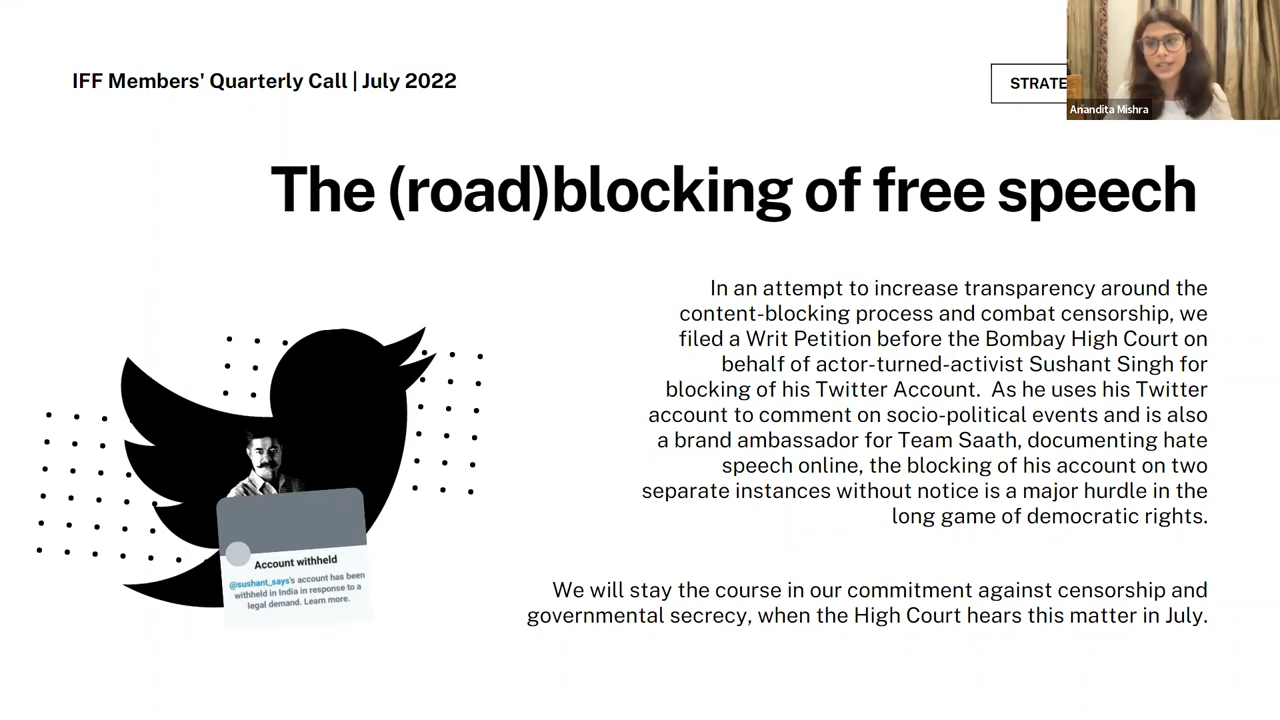 IFF Members' Quarterly Call | July 2022
STRATE
Anandita Mishra
The (road)blocking of free speech
In an attempt to increase transparency around the
content-blocking process and combat censorship, we
filed a Writ Petition before the Bombay High Court on
behalf of actor-turned-activist Sushant Singh for
blocking of his Twitter Account.  As he uses his Twitter
account to comment on socio-political events and is also
a brand ambassador for Team Saath, documenting hate
speech online, the blocking of his account on two
separate instances without notice is a major hurdle in the
long game of democratic rights.
Account withheld
@sushant_says's account has been
withheld in India in response to a
legal demand. Learn more.
We will stay the course in our commitment against censorship and
governmental secrecy, when the High Court hears this matter in July.